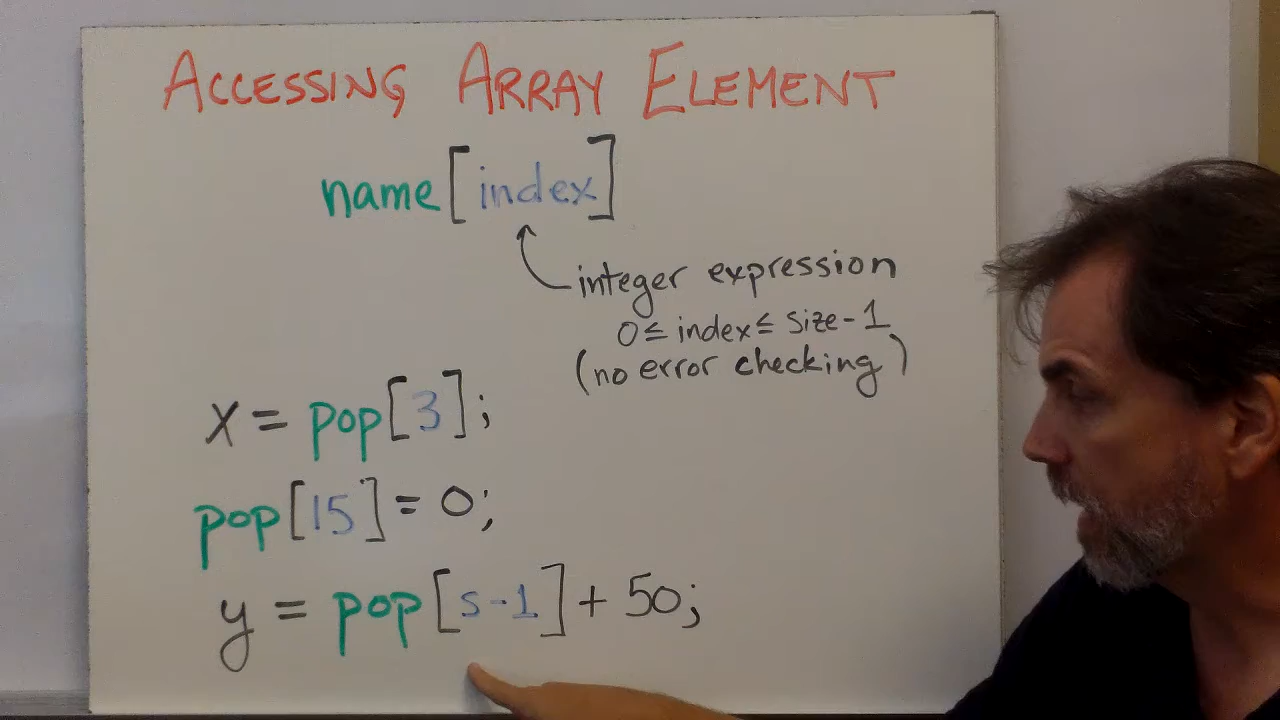 ACCESSING ARRAY ELEMENT
name[index]
integer expression
0 ≤ index ≤ size-1
(no error checking)
x = pop[3];
pop[15] = 0;
y = pop[s-1] + 50;